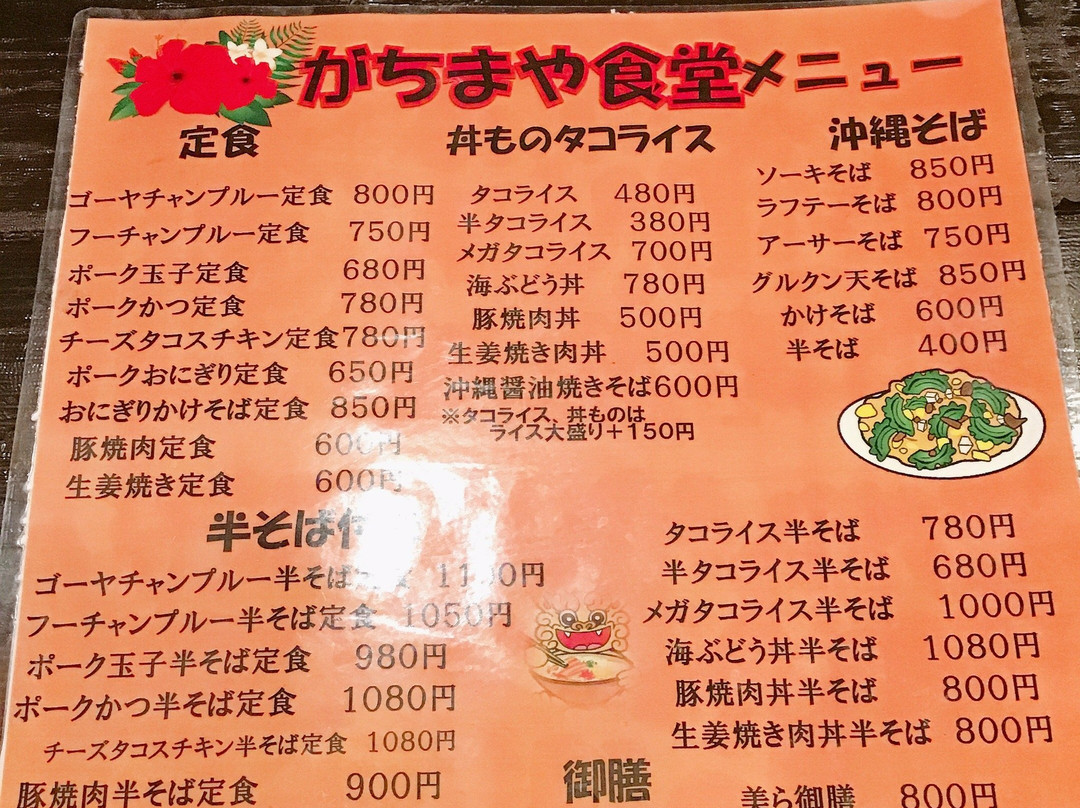 がちまや食堂メニュー
定食
ゴーヤチャンプルー定食 800円
フーチャンプルー定食 750円
ポーク玉子定食 680円
ポークかつ定食 780円
チーズタコスチキン定食 780円
ポークおにぎり定食 650円
おにぎりかけそば定食 850円
豚焼肉定食 600円
生姜焼き定食 600円
丼ものタコライス
タコライス 480円
半タコライス 380円
メガタコライス 700円
海ぶどう丼 780円
豚焼肉丼 500円
生姜焼き肉丼 500円
沖縄醤油焼きそば600円
※タコライス、丼ものは
ライス大盛り＋150円
沖縄そば
ソーキそば 850円
ラフテーそば 800円
アーサーそば 750円
グルクン天そば 850円
かけそば 600円
半そば 400円
半そば
ゴーヤチャンプルー半そば
フーチャンプルー半そば定食 1050円
ポーク玉子半そば定食 980円
ポークかつ半そば定食 1080円
チーズタコスチキン半そば定食 1080円
豚焼肉半そば定食 900円
タコライス半そば 780円
半タコライス半そば 680円
メガタコライス半そば 1000円
海ぶどう丼半そば 1080円
豚焼肉丼半そば 800円
生姜焼き肉丼半そば 800円
御膳
美ら御膳 800円